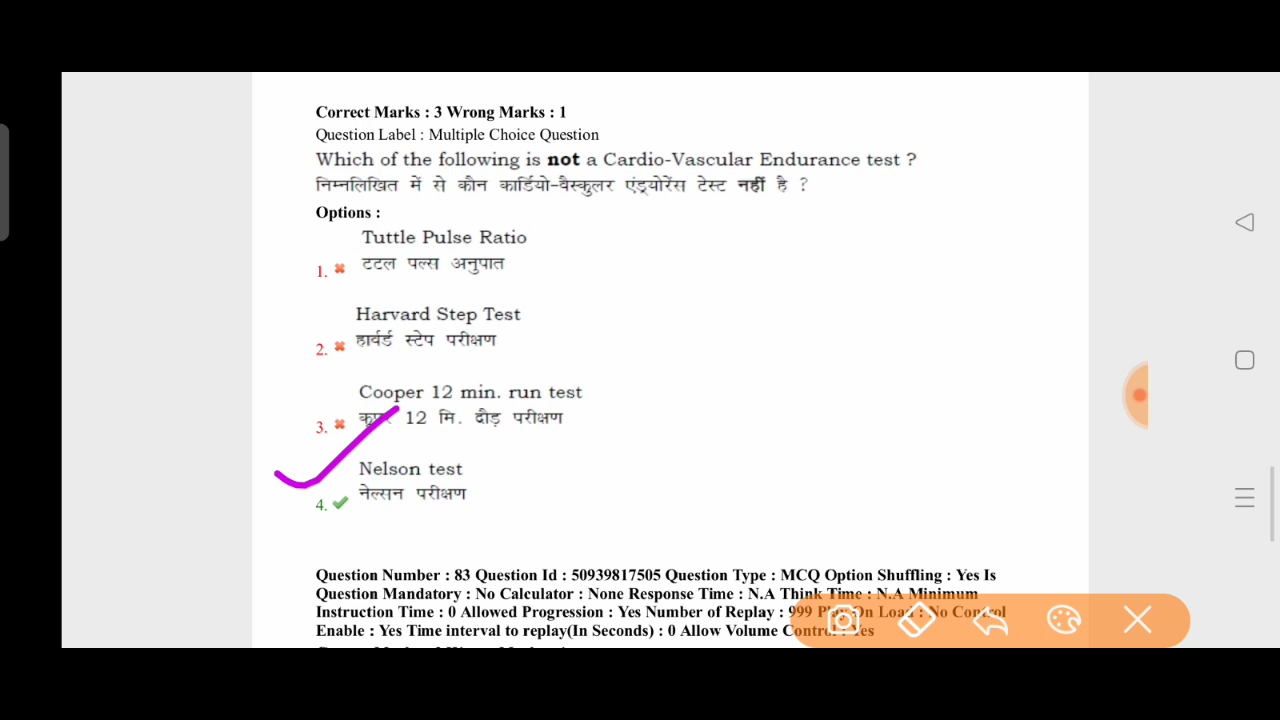 Correct Marks : 3 Wrong Marks : 1
Question Label : Multiple Choice Question
Which of the following is not a Cardio-Vascular Endurance test ?
निम्नलिखित में से कौन कार्डियो-वैस्कुलर एंड्योरेंस टेस्ट नहीं है ?
Options :
Tuttle Pulse Ratio
1. टटल पल्स अनुपात
Harvard Step Test
2. हार्वर्ड स्टेप परीक्षण
Cooper 12 min. run test
3. कूपर 12 मि. दौड़ परीक्षण
Nelson test
4. नेल्सन परीक्षण
Question Number : 83 Question Id : 50939817505 Question Type : MCQ Option Shuffling : Yes Is
Question Mandatory : No Calculator : None Response Time : N.A Think Time : N.A Minimum
Instruction Time : 0 Allowed Progression : Yes Number of Replay : 999 Play On Load : No Control
Enable : Yes Time interval to replay(In Seconds) : 0 Allow Volume Control : Yes